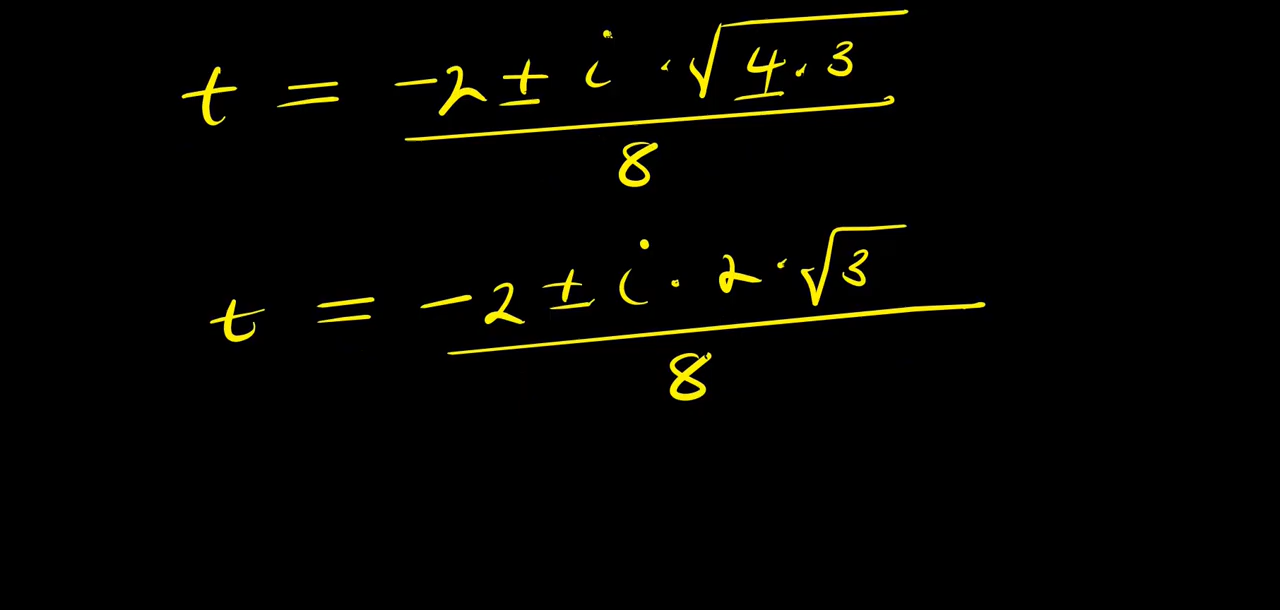 t = (-2 ± i · √(4 · 3)) / 8
t = (-2 ± i · 2 · √3) / 8